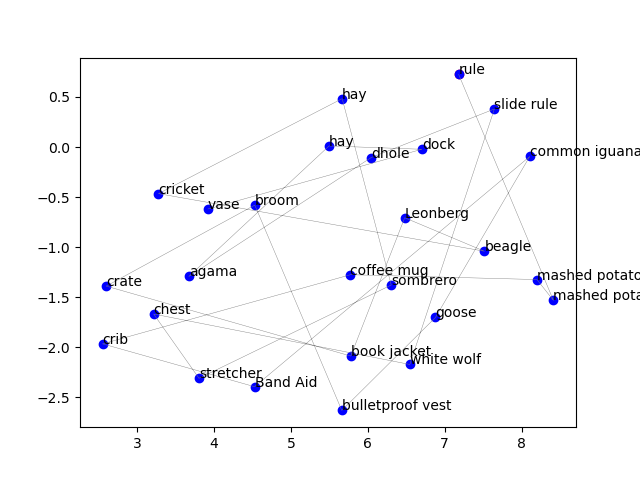 rule
hay
slide rule
0.5
hay
dock
common iguana
dhole
0.0
cricket
vase
broom
−0.5
Leonberg
beagle
−1.0
agama
coffee mug
mashed potato
crate
sombrero
mashed pota
−1.5
chest
goose
crib
book jacket
white wolf
−2.0
stretcher
Band Aid
bulletproof vest
−2.5
3 4 5 6 7 8